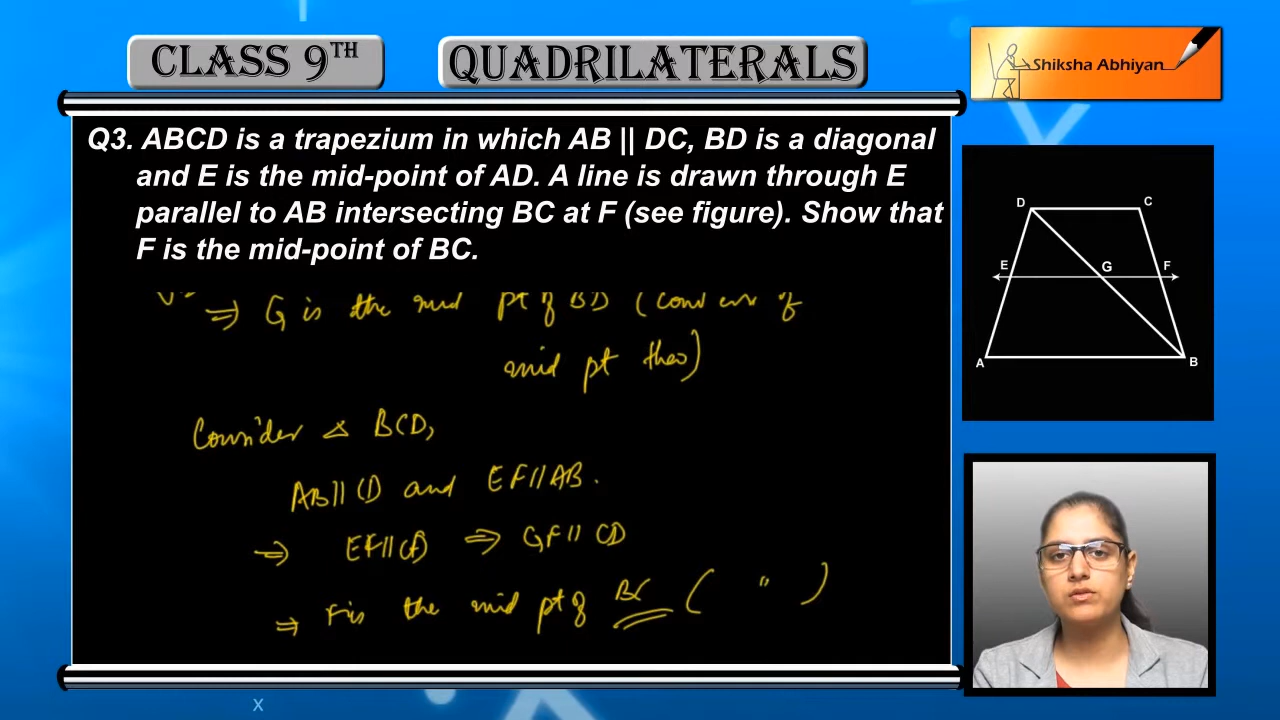 CLASS 9TH
QUADRILATERALS
Shiksha Abhiyan
Q3. ABCD is a trapezium in which AB || DC, BD is a diagonal
and E is the mid-point of AD. A line is drawn through E
parallel to AB intersecting BC at F (see figure). Show that
F is the mid-point of BC.
⇒ G is the mid pt of BD ( of
mid pt theo)
Consider △ BCD,
AB || CD and EF // AB.
⇒ EF || CD ⇒ GF // CD
⇒ F is the mid pt of BC ( " )
D C
E G F
A B
x